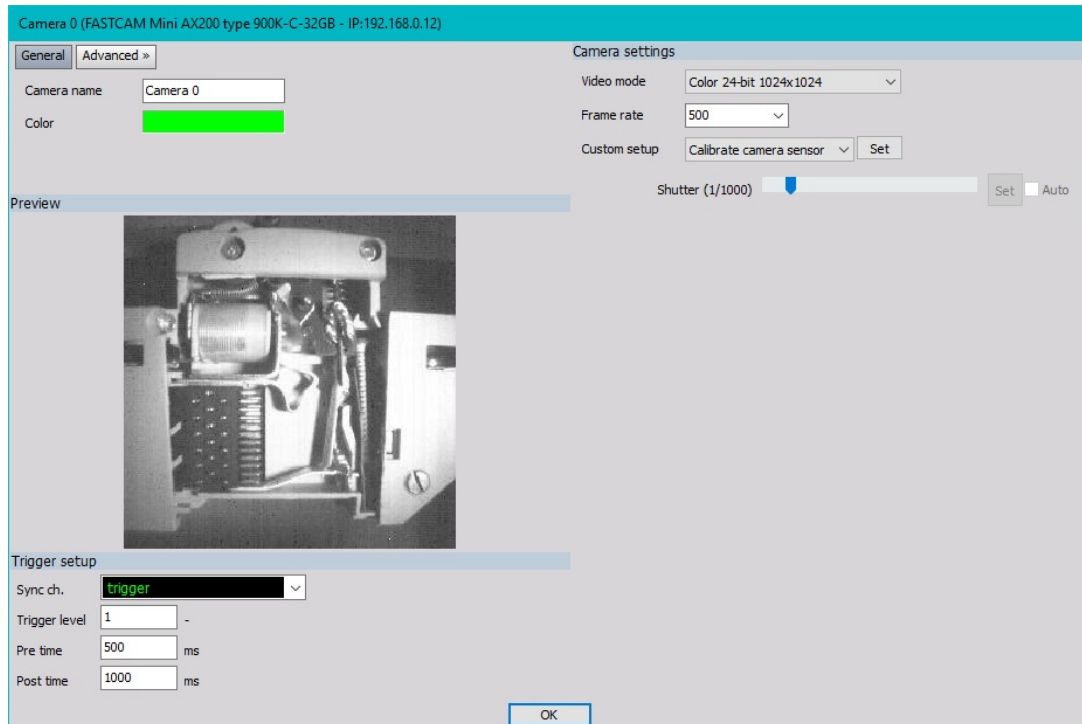 Camera 0 (FASTCAM Mini AX200 type 900K-C-32GB - IP:192.168.0.12)
General Advanced »
Camera name Camera 0
Color
Preview
Trigger setup
Sync ch. trigger
Trigger level 1 -
Pre time 500 ms
Post time 1000 ms
Camera settings
Video mode Color 24-bit 1024x1024
Frame rate 500
Custom setup Calibrate camera sensor Set
Shutter (1/1000) Set Auto
OK